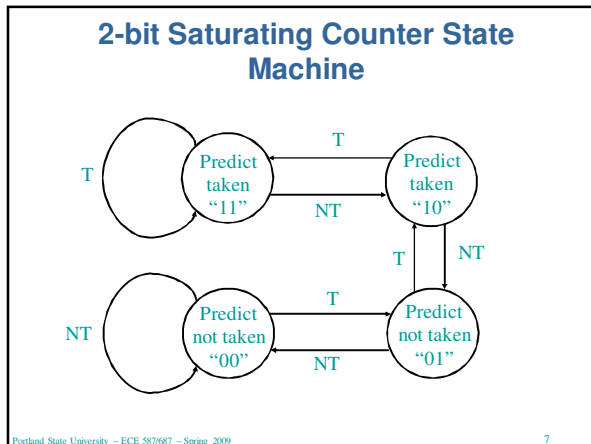 2-bit Saturating Counter State
Machine
T
Predict
taken
“11”
T
NT
Predict
taken
“10”
T
NT
NT
Predict
not taken
“00”
T
NT
Predict
not taken
“01”
Portland State University – ECE 587/687 – Spring 2009
7